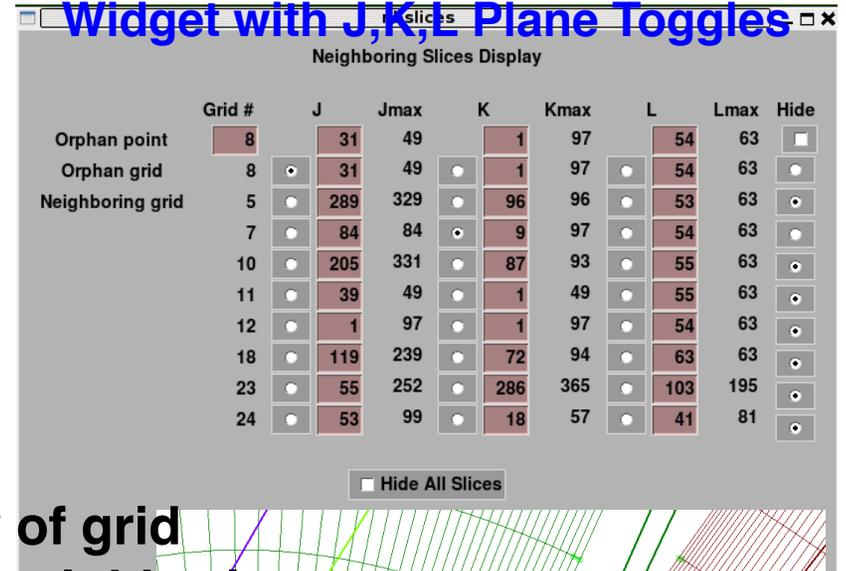 Widget with J,K,L Plane Toggles
slices
Neighboring Slices Display
Grid # J Jmax K Kmax L Lmax Hide
Orphan point 8 31 49 1 97 54 63
Orphan grid 8 31 49 1 97 54 63
Neighboring grid 5 289 329 96 96 53 63
7 84 84 9 97 54 63
10 205 331 87 93 55 63
11 39 49 1 49 55 63
12 1 97 1 97 54 63
18 119 239 72 94 63 63
23 55 252 286 365 103 195
24 53 99 18 57 41 81
Hide All Slices
of grid